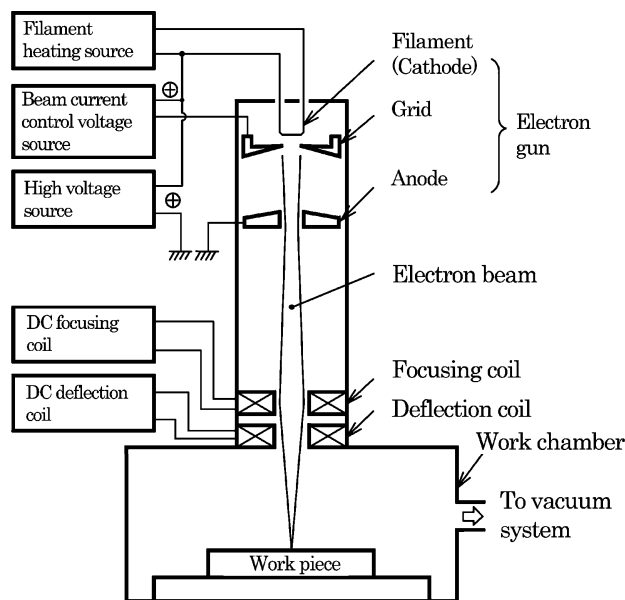 Filament
heating source
Beam current
control voltage
source
High voltage
source
DC focusing
coil
DC deflection
coil
Filament
(Cathode)
Grid
Anode
Electron
gun
Electron beam
Focusing coil
Deflection coil
Work chamber
To vacuum
system
Work piece